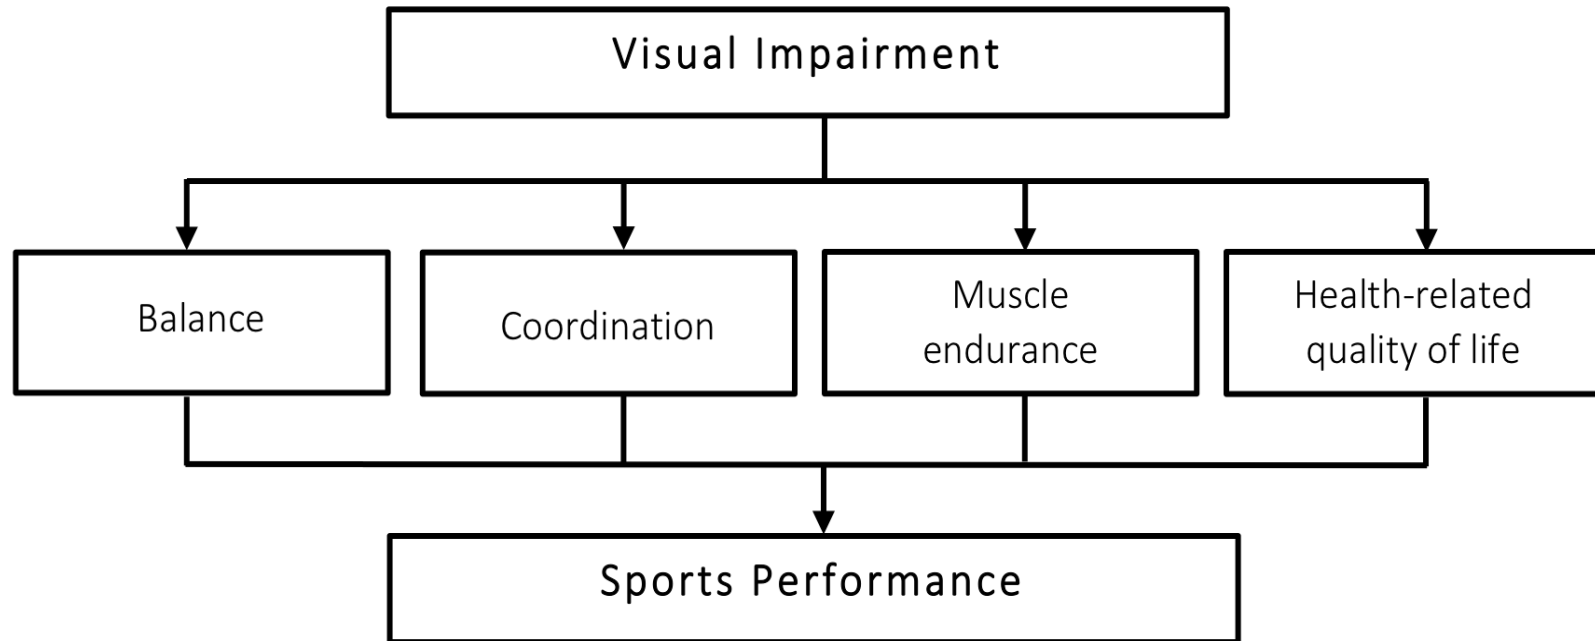 Visual Impairment
Balance
Coordination
Muscle
endurance
Health-related
quality of life
Sports Performance